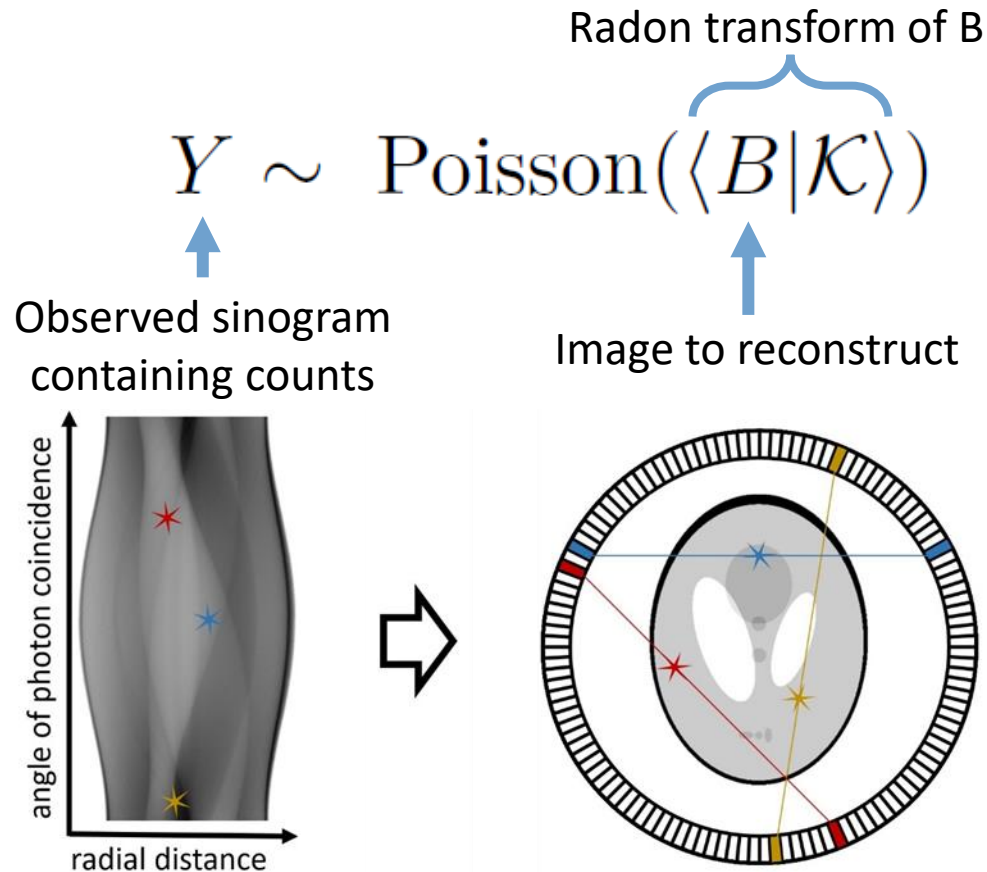 Radon transform of B
Y ∼ Poisson(⟨B|𝒦⟩)
Observed sinogram
containing counts
Image to reconstruct
angle of photon coincidence
radial distance